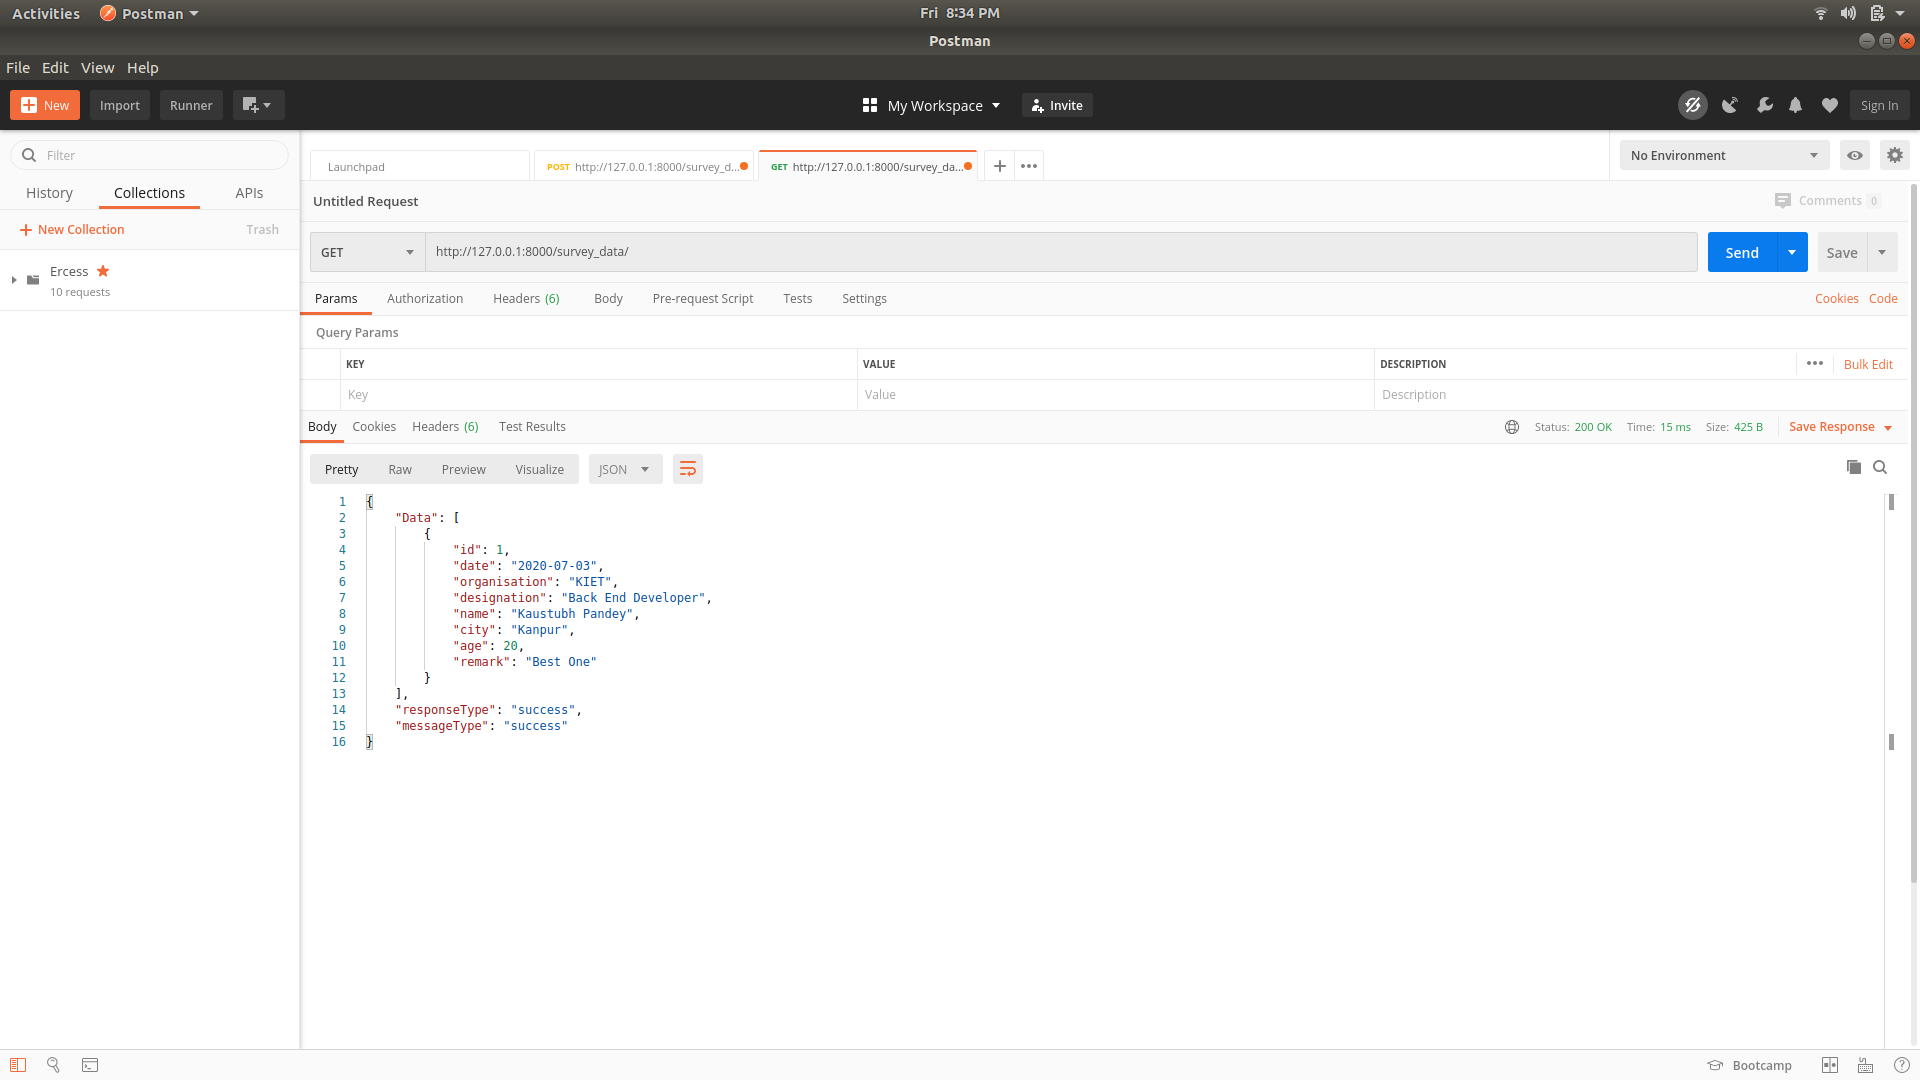 Activities Postman Fri 8:34 PM
Postman
File Edit View Help
New Import Runner My Workspace Invite Sign In
Filter
History Collections APIs
New Collection Trash
Ercess
10 requests
Launchpad POST http://127.0.0.1:8000/survey_d... GET http://127.0.0.1:8000/survey_da... No Environment
Untitled Request Comments 0
GET http://127.0.0.1:8000/survey_data/ Send Save
Params Authorization Headers (6) Body Pre-request Script Tests Settings Cookies Code
Query Params
KEY VALUE DESCRIPTION ••• Bulk Edit
Key Value Description
Body Cookies Headers (6) Test Results Status: 200 OK Time: 15 ms Size: 425 B Save Response
Pretty Raw Preview Visualize JSON
1 {
2 "Data": [
3 {
4 "id": 1,
5 "date": "2020-07-03",
6 "organisation": "KIET",
7 "designation": "Back End Developer",
8 "name": "Kaustubh Pandey",
9 "city": "Kanpur",
10 "age": 20,
11 "remark": "Best One"
12 }
13 ],
14 "responseType": "success",
15 "messageType": "success"
16 }
Bootcamp